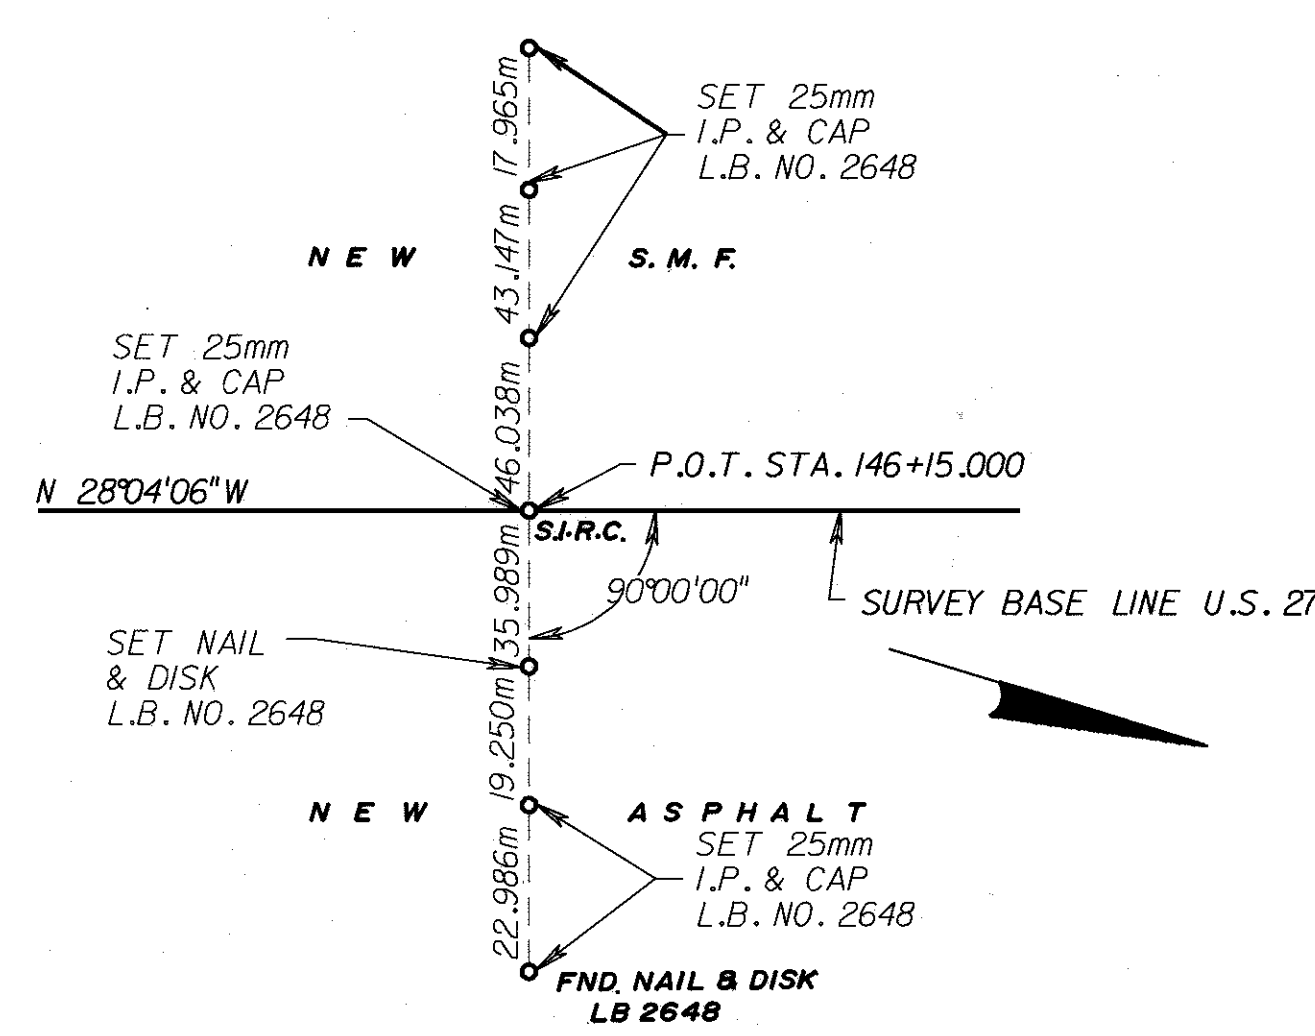 17.965m
SET 25mm
I.P. & CAP
L.B. NO. 2648
43.147m
NEW S.M.F.
SET 25mm
I.P. & CAP
L.B. NO. 2648
46.038m
P.O.T. STA. 146+15.000
N 28°04'06" W
S.I.R.C.
35.989m
90°00'00"
SURVEY BASE LINE U.S. 27
SET NAIL
& DISK
L.B. NO. 2648
19.250m
NEW ASPHALT
SET 25mm
I.P. & CAP
L.B. NO. 2648
22.986m
FND. NAIL & DISK
LB 2648